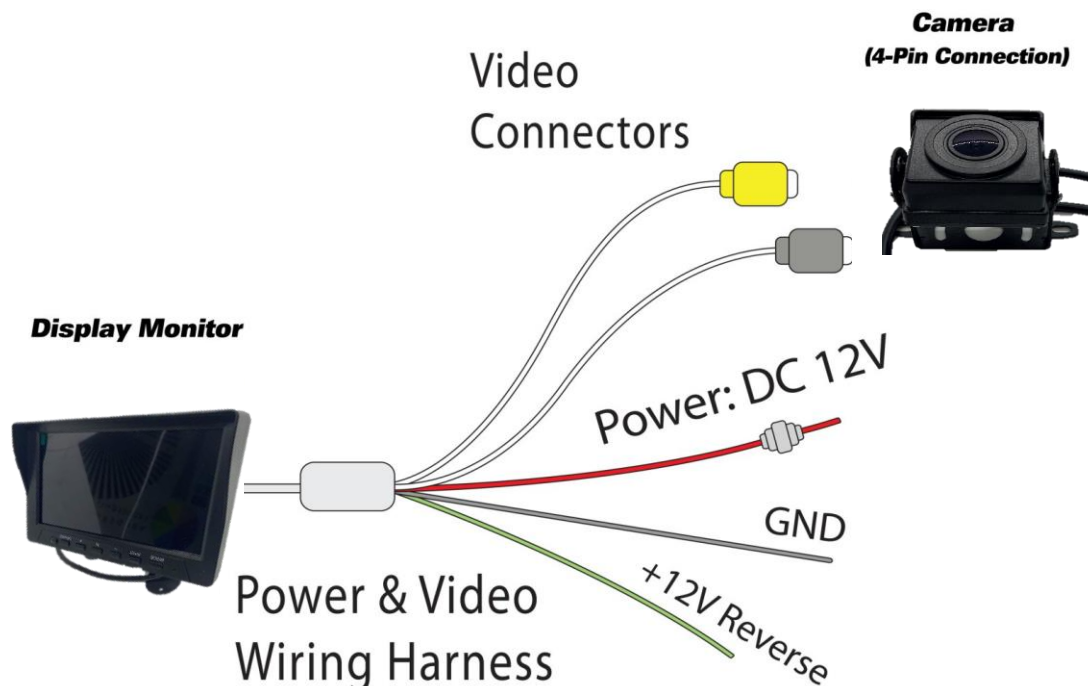 Camera
(4-Pin Connection)
Video
Connectors
Display Monitor
Power: DC 12V
GND
+12V Reverse
Power & Video
Wiring Harness